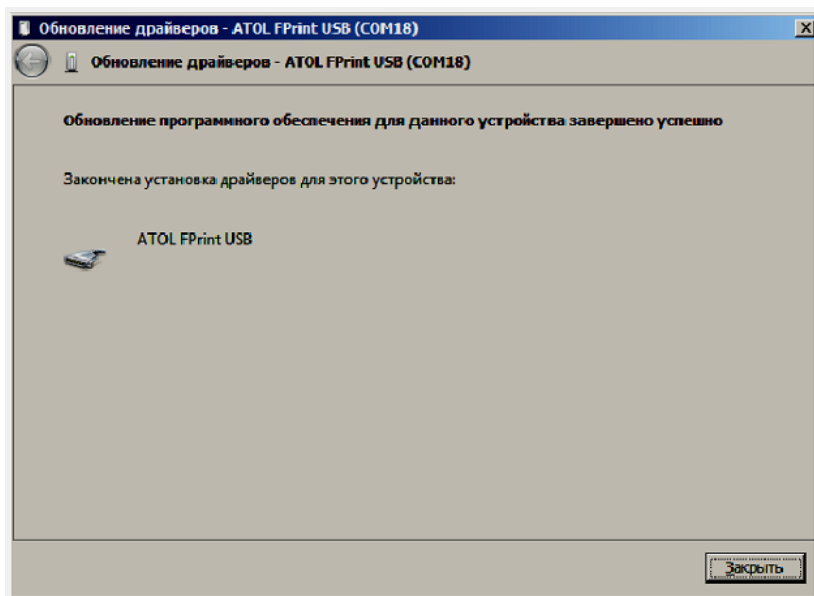 Обновление драйверов - ATOL FPrint USB (COM18)
Обновление драйверов - ATOL FPrint USB (COM18)
Обновление программного обеспечения для данного устройства завершено успешно
Закончена установка драйверов для этого устройства:
ATOL FPrint USB
Закрыть